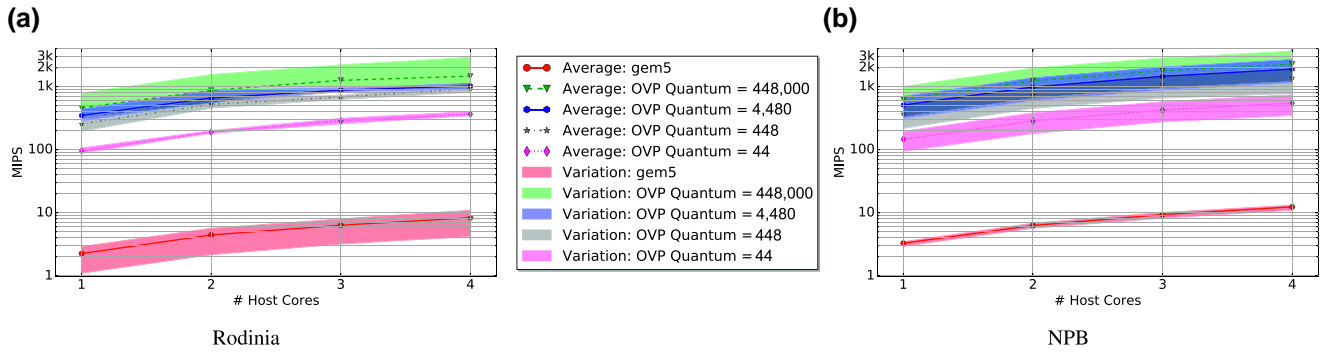 (a)
3k
2k
1k
100
10
1
MIPS
1 2 3 4
# Host Cores
Rodinia
Average: gem5
Average: OVP Quantum = 448,000
Average: OVP Quantum = 4,480
Average: OVP Quantum = 448
Average: OVP Quantum = 44
Variation: gem5
Variation: OVP Quantum = 448,000
Variation: OVP Quantum = 4,480
Variation: OVP Quantum = 448
Variation: OVP Quantum = 44
(b)
3k
2k
1k
100
10
1
MIPS
1 2 3 4
# Host Cores
NPB